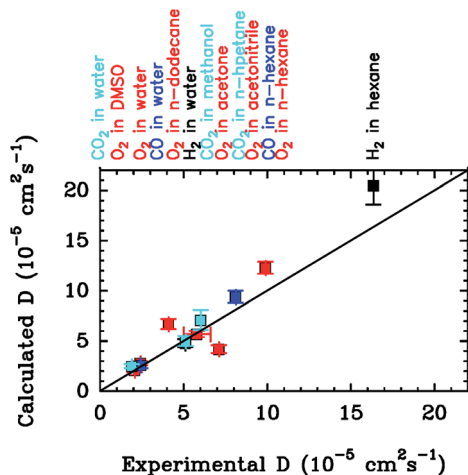 CO2 in water
O2 in DMSO
O2 in water
CO in water
O2 in n-dodecane
H2 in water
CO2 in methanol
O2 in acetone
CO2 in n-hpetane
O2 in acetonitrile
CO in n-hexane
O2 in n-hexane
H2 in hexane
20
15
10
5
0
Calculated D (10⁻⁵ cm²s⁻¹)
0 5 10 15 20
Experimental D (10⁻⁵ cm²s⁻¹)